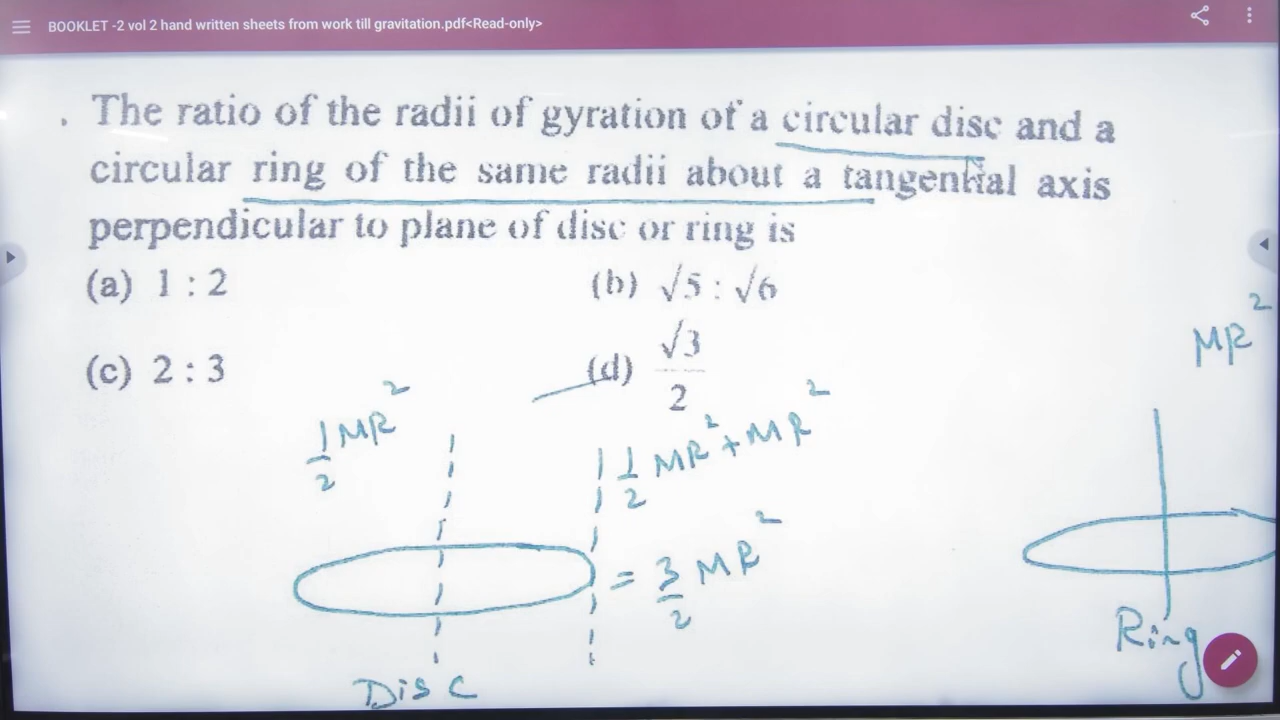 BOOKLET -2 vol 2 hand written sheets from work till gravitation.pdf<Read-only>
. The ratio of the radii of gyration of a circular disc and a
circular ring of the same radii about a tangential axis
perpendicular to plane of disc or ring is
(a) 1 : 2
(b) √5 : √6
(c) 2 : 3
(d) √3/2
MR²
1/2 MR²
1/2 MR² + MR²
= 3/2 MR²
Ring
Disc